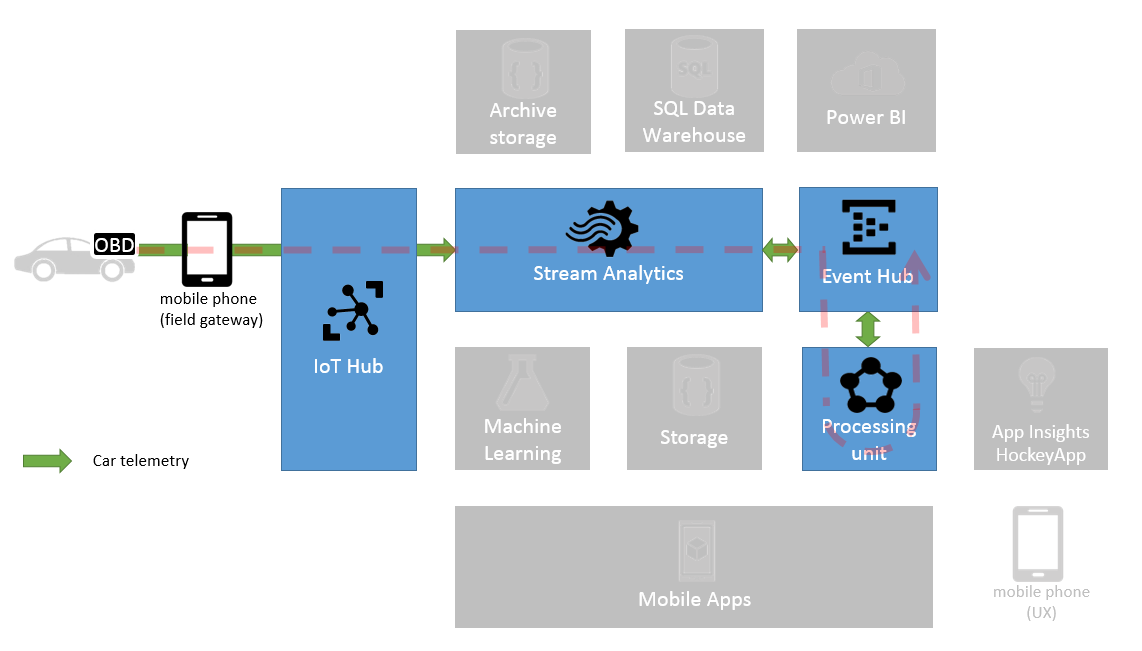 Archive
storage
SQL
SQL Data
Warehouse
Power BI
OBD
mobile phone
(field gateway)
IoT Hub
Stream Analytics
Event Hub
Machine
Learning
Storage
Processing
unit
App Insights
HockeyApp
Car telemetry
Mobile Apps
mobile phone
(UX)